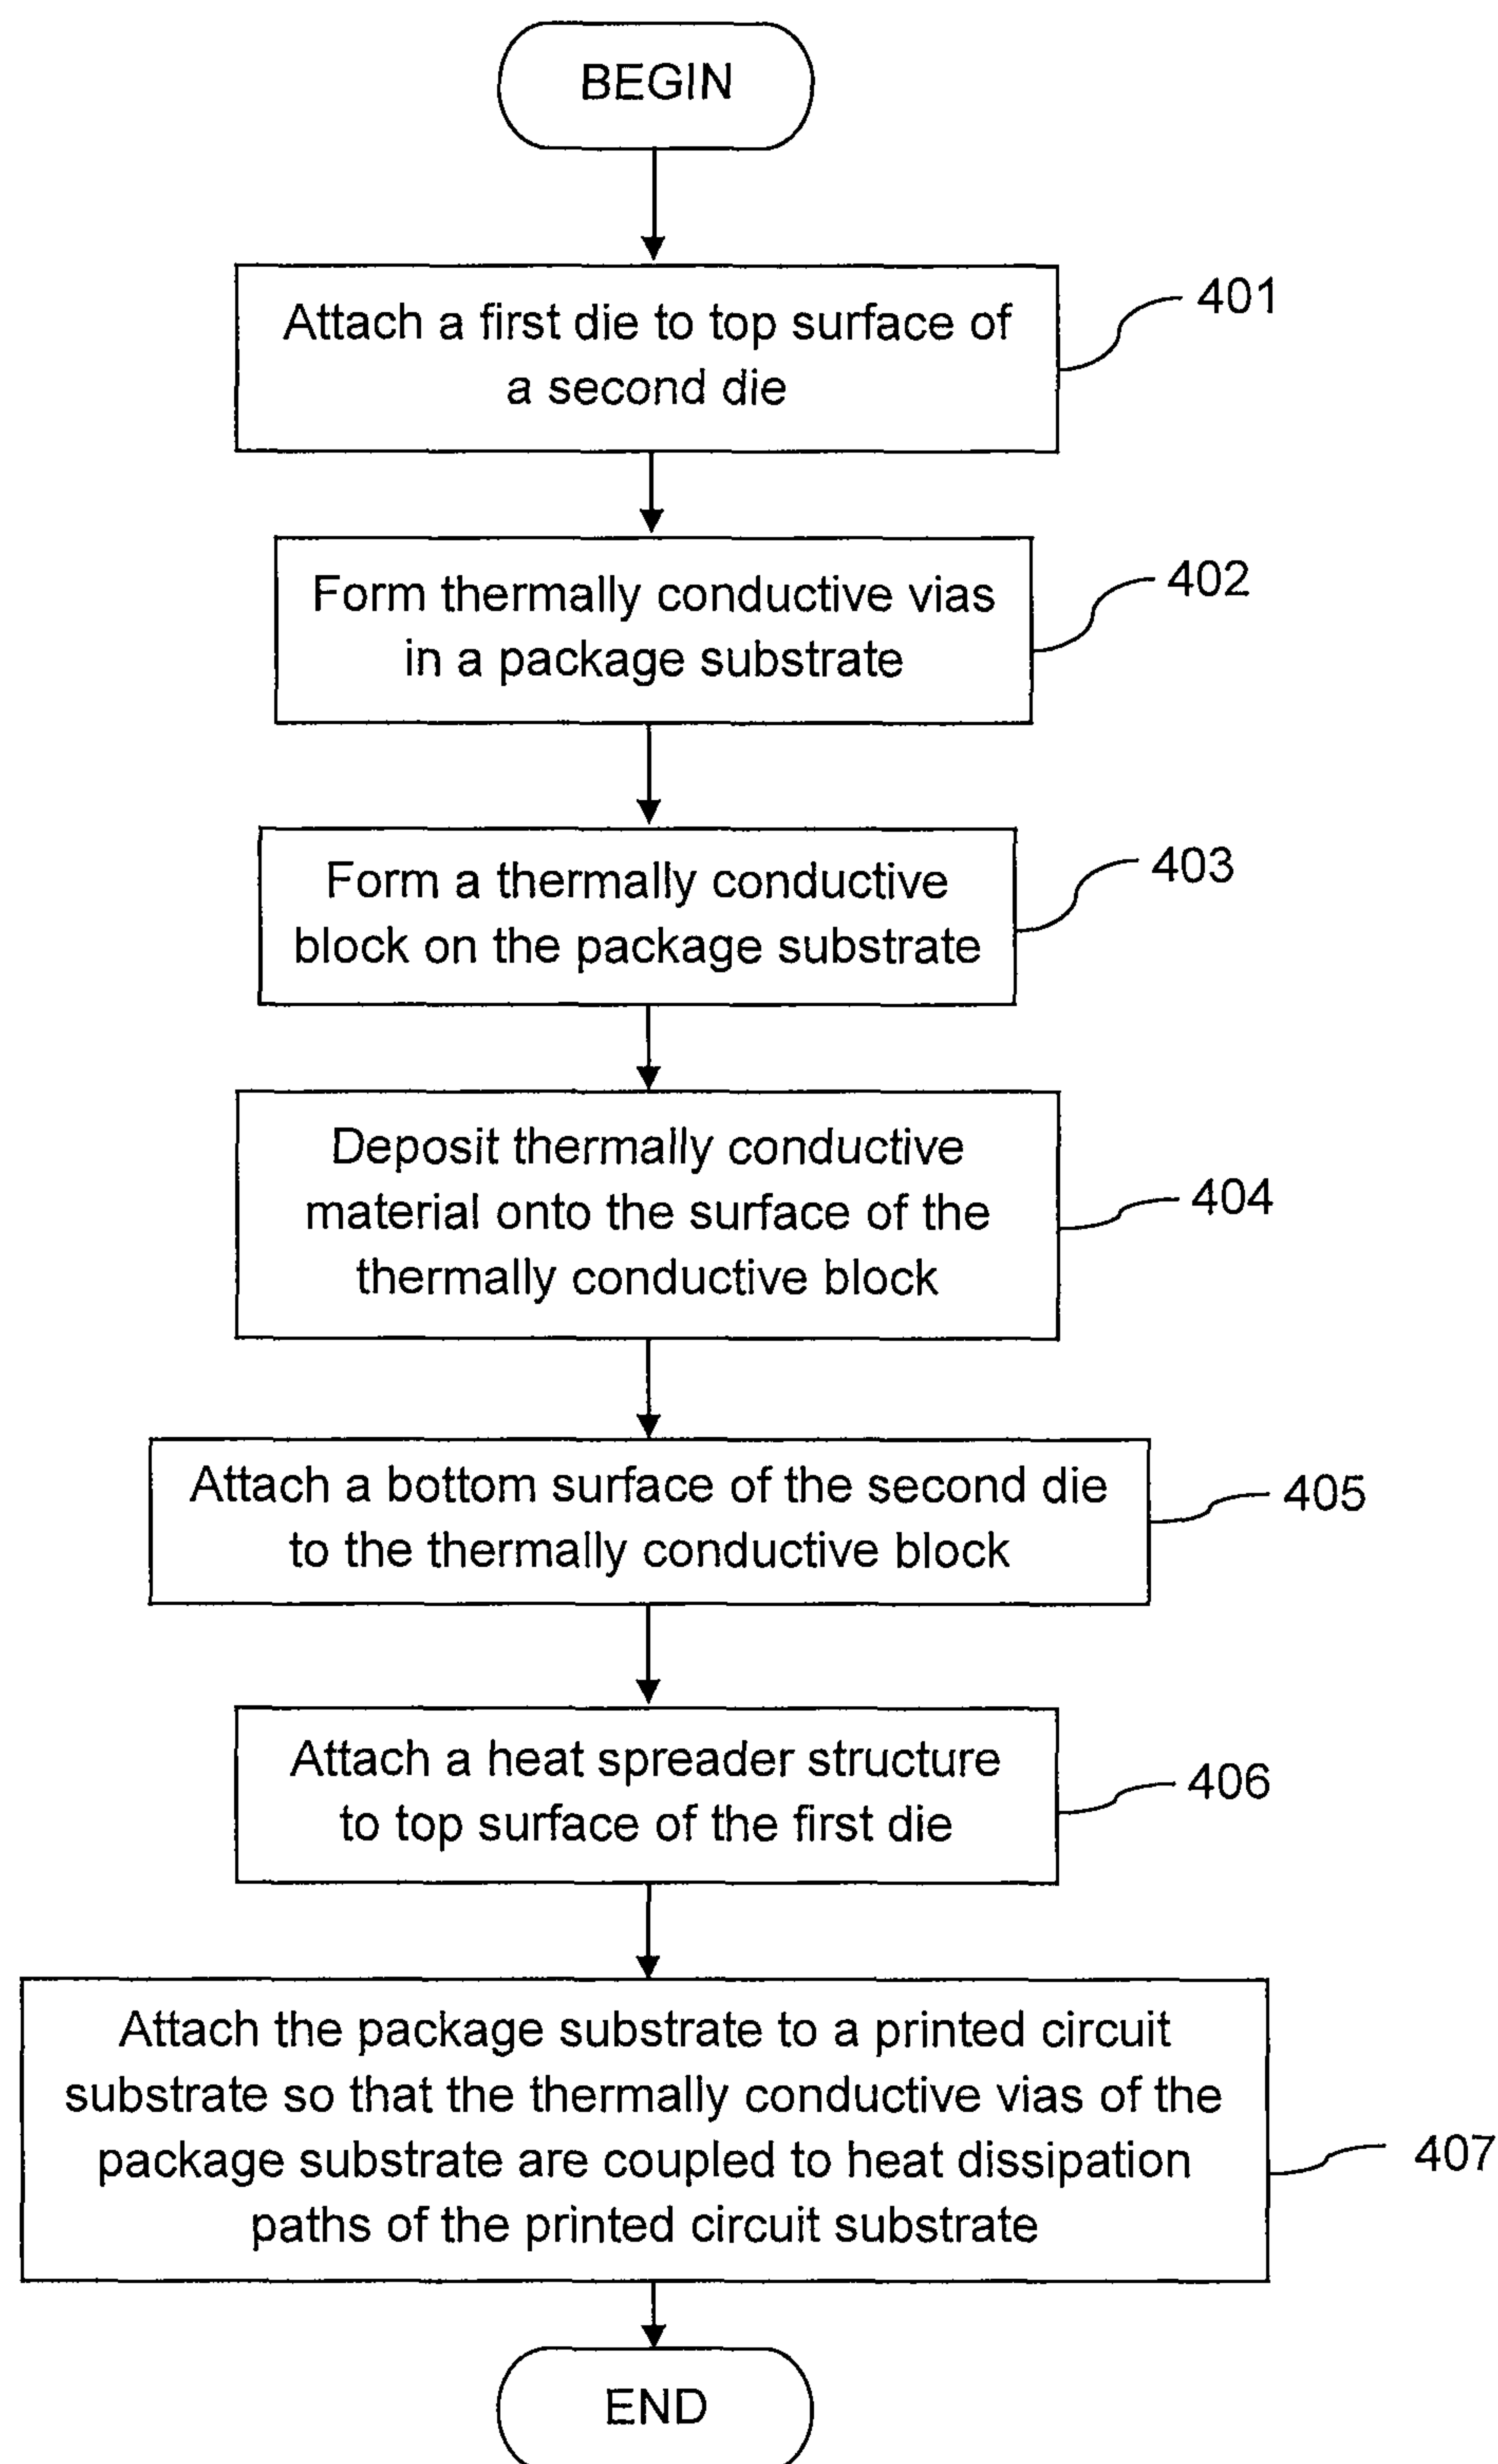 BEGIN
Attach a first die to top surface of
a second die
401
Form thermally conductive vias
in a package substrate
402
Form a thermally conductive
block on the package substrate
403
Deposit thermally conductive
material onto the surface of the
thermally conductive block
404
Attach a bottom surface of the second die
to the thermally conductive block
405
Attach a heat spreader structure
to top surface of the first die
406
Attach the package substrate to a printed circuit
substrate so that the thermally conductive vias of the
package substrate are coupled to heat dissipation
paths of the printed circuit substrate
407
END